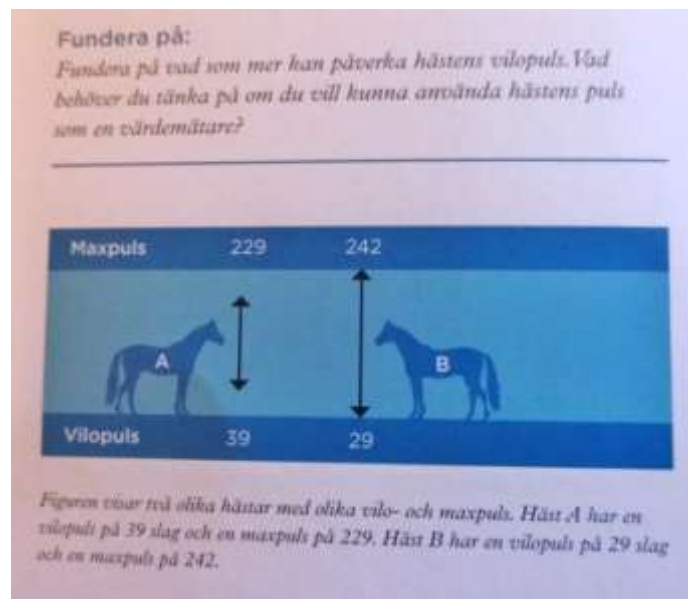 Fundera på:
Fundera på vad som mer kan påverka hästens vilopuls. Vad
behöver du tänka på om du vill kunna använda hästens puls
som en värdemätare?
Maxpuls 229 242
A B
Vilopuls 39 29
Figuren visar två olika hästar med olika vilo- och maxpuls. Häst A har en
vilopuls på 39 slag och en maxpuls på 229. Häst B har en vilopuls på 29 slag
och en maxpuls på 242.